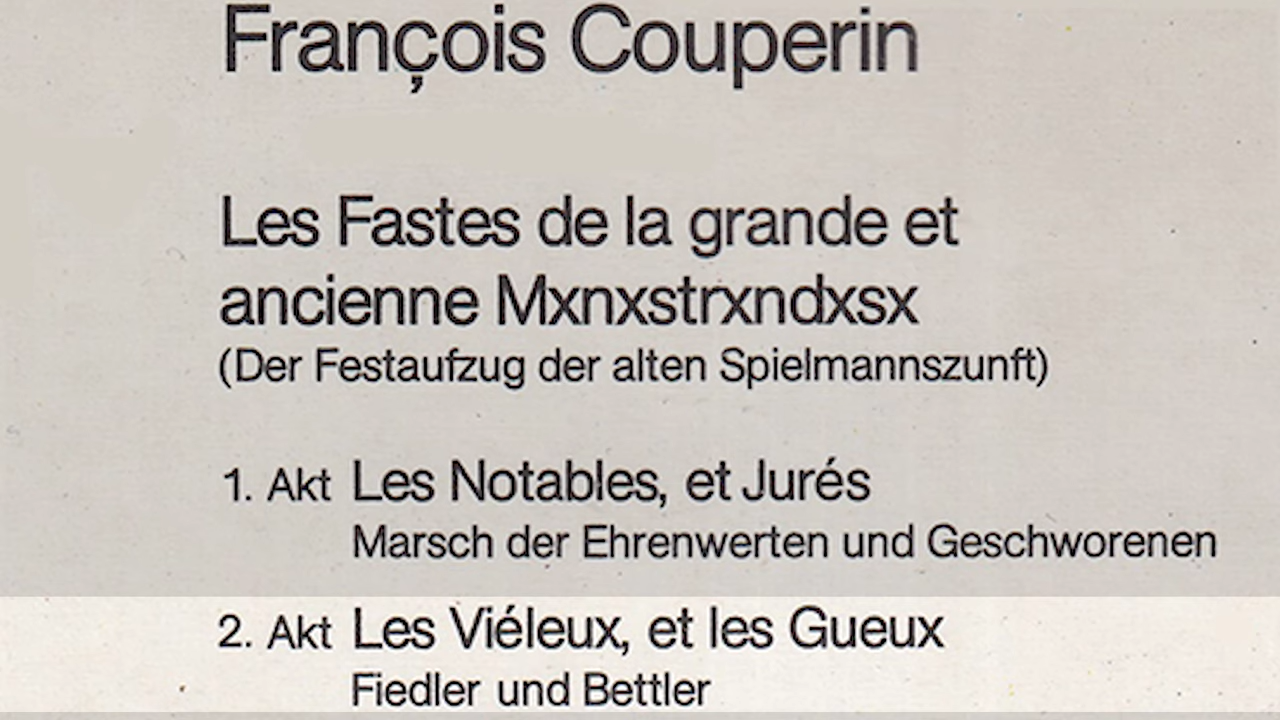 François Couperin
Les Fastes de la grande et
ancienne Mxnxstrxndxsx
(Der Festaufzug der alten Spielmannszunft)
1. Akt Les Notables, et Jurés
Marsch der Ehrenwerten und Geschworenen
2. Akt Les Viéleux, et les Gueux
Fiedler und Bettler